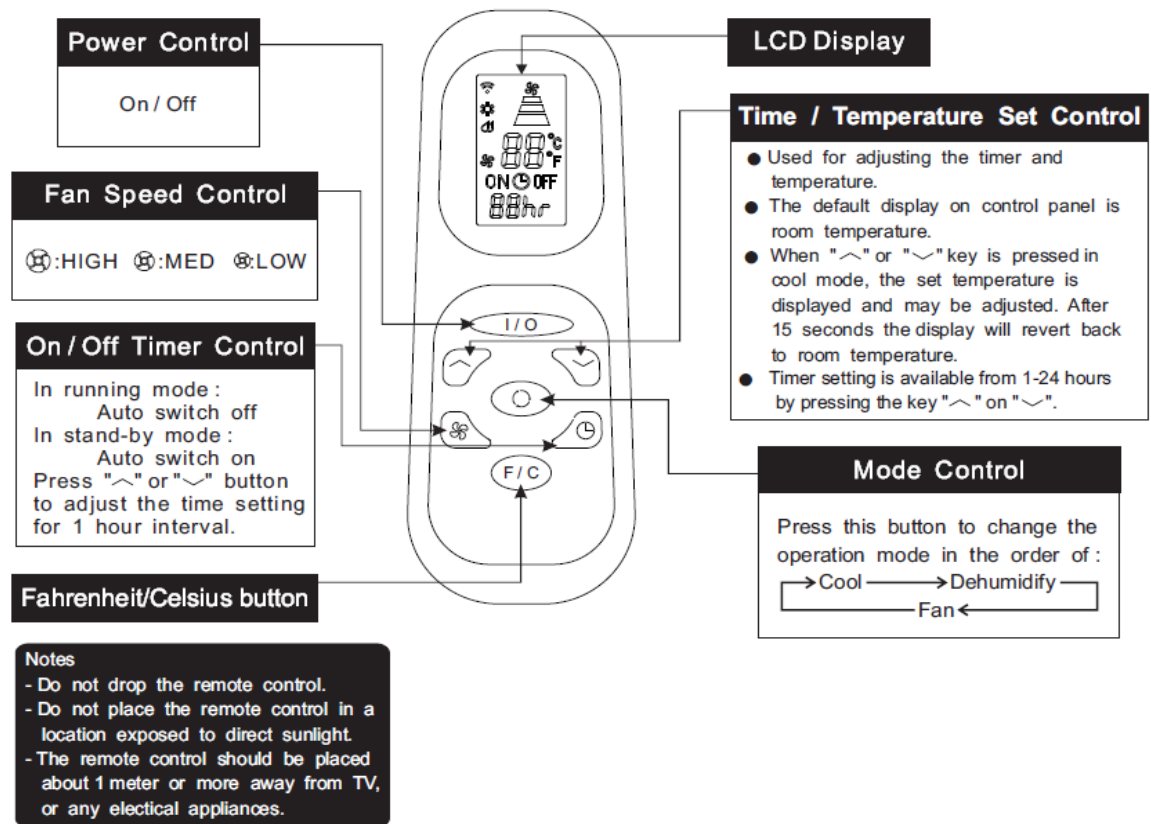 Power Control
On / Off
Fan Speed Control
:HIGH :MED :LOW
On / Off Timer Control
In running mode :
Auto switch off
In stand-by mode :
Auto switch on
Press "︿" or "﹀" button
to adjust the time setting
for 1 hour interval.
Fahrenheit/Celsius button
Notes
- Do not drop the remote control.
- Do not place the remote control in a
location exposed to direct sunlight.
- The remote control should be placed
about 1 meter or more away from TV,
or any electical appliances.
88 °C
°F
ON OFF
88hr
I / O
F / C
LCD Display
Time / Temperature Set Control
● Used for adjusting the timer and
temperature.
● The default display on control panel is
room temperature.
● When "︿" or "﹀" key is pressed in
cool mode, the set temperature is
displayed and may be adjusted. After
15 seconds the display will revert back
to room temperature.
● Timer setting is available from 1-24 hours
by pressing the key "︿" on "﹀".
Mode Control
Press this button to change the
operation mode in the order of :
Cool Dehumidify
Fan